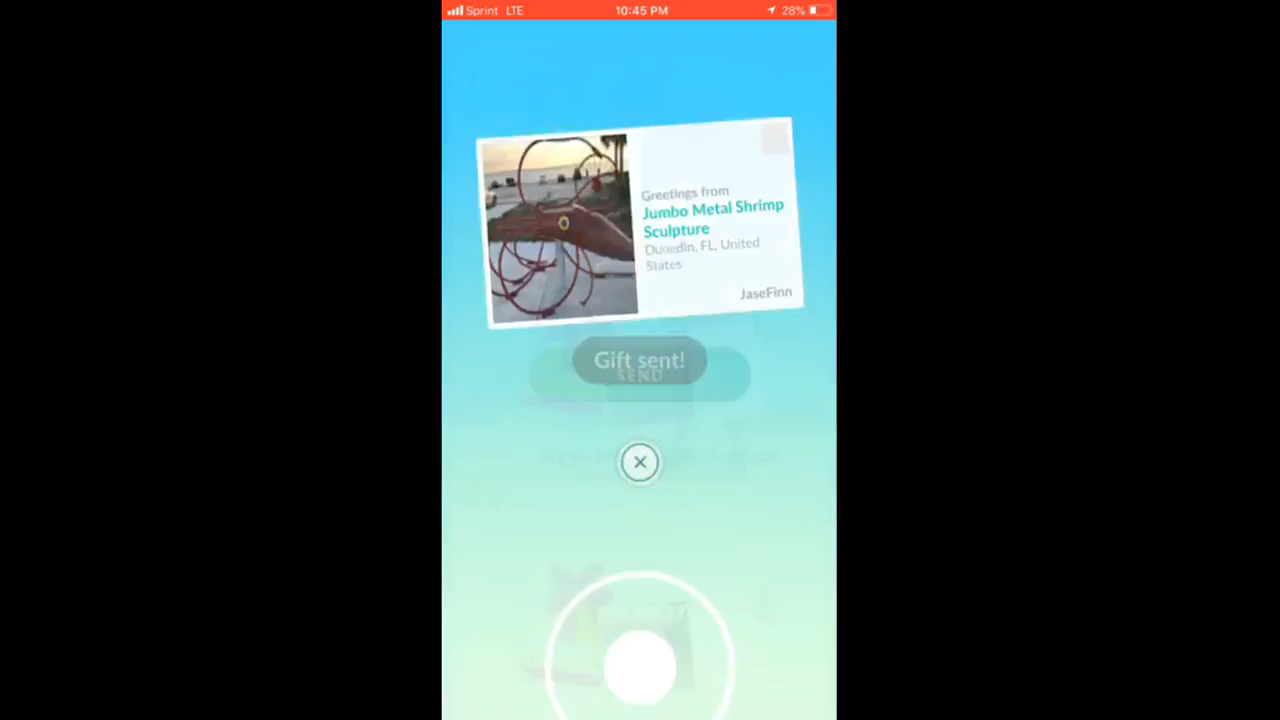 Sprint LTE 10:45 PM 28%
Greetings from
Jumbo Metal Shrimp
Sculpture
Dunedin, FL, United
States
JaseFinn
Gift sent!
SEND